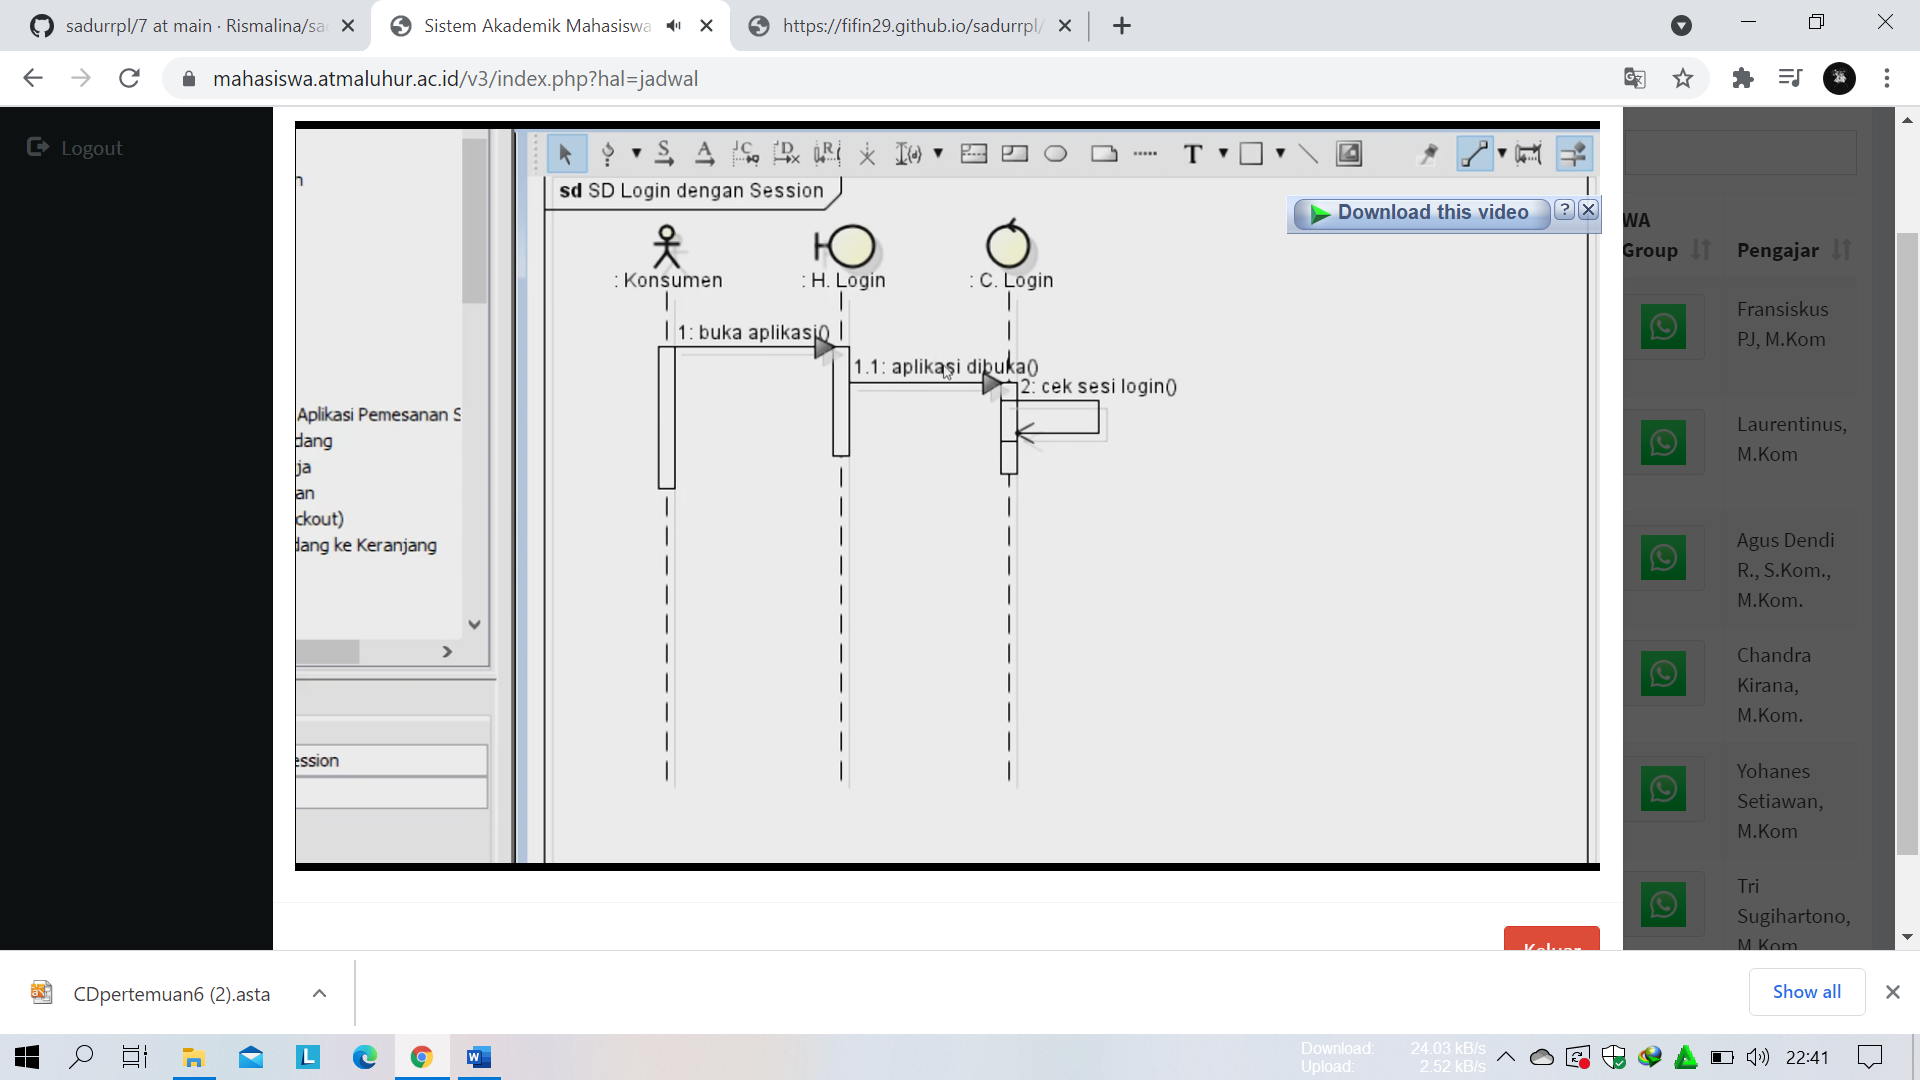 sadurrpl/7 at main · Rismalina/sa
Sistem Akademik Mahasiswa
https://fifin29.github.io/sadurrpl/
mahasiswa.atmaluhur.ac.id/v3/index.php?hal=jadwal
Logout
n
Aplikasi Pemesanan S
dang
ja
an
ckout)
dang ke Keranjang
ession
sd SD Login dengan Session
: Konsumen
: H. Login
: C. Login
1: buka aplikasi()
1.1: aplikasi dibuka()
2: cek sesi login()
Download this video
WA
Group
Pengajar
Fransiskus
PJ, M.Kom
Laurentinus,
M.Kom
Agus Dendi
R., S.Kom.,
M.Kom.
Chandra
Kirana,
M.Kom.
Yohanes
Setiawan,
M.Kom
Tri
Sugihartono,
M.Kom
Keluar
CDpertemuan6 (2).asta
Show all
Download: 24.03 kB/s
Upload: 2.52 kB/s
22:41